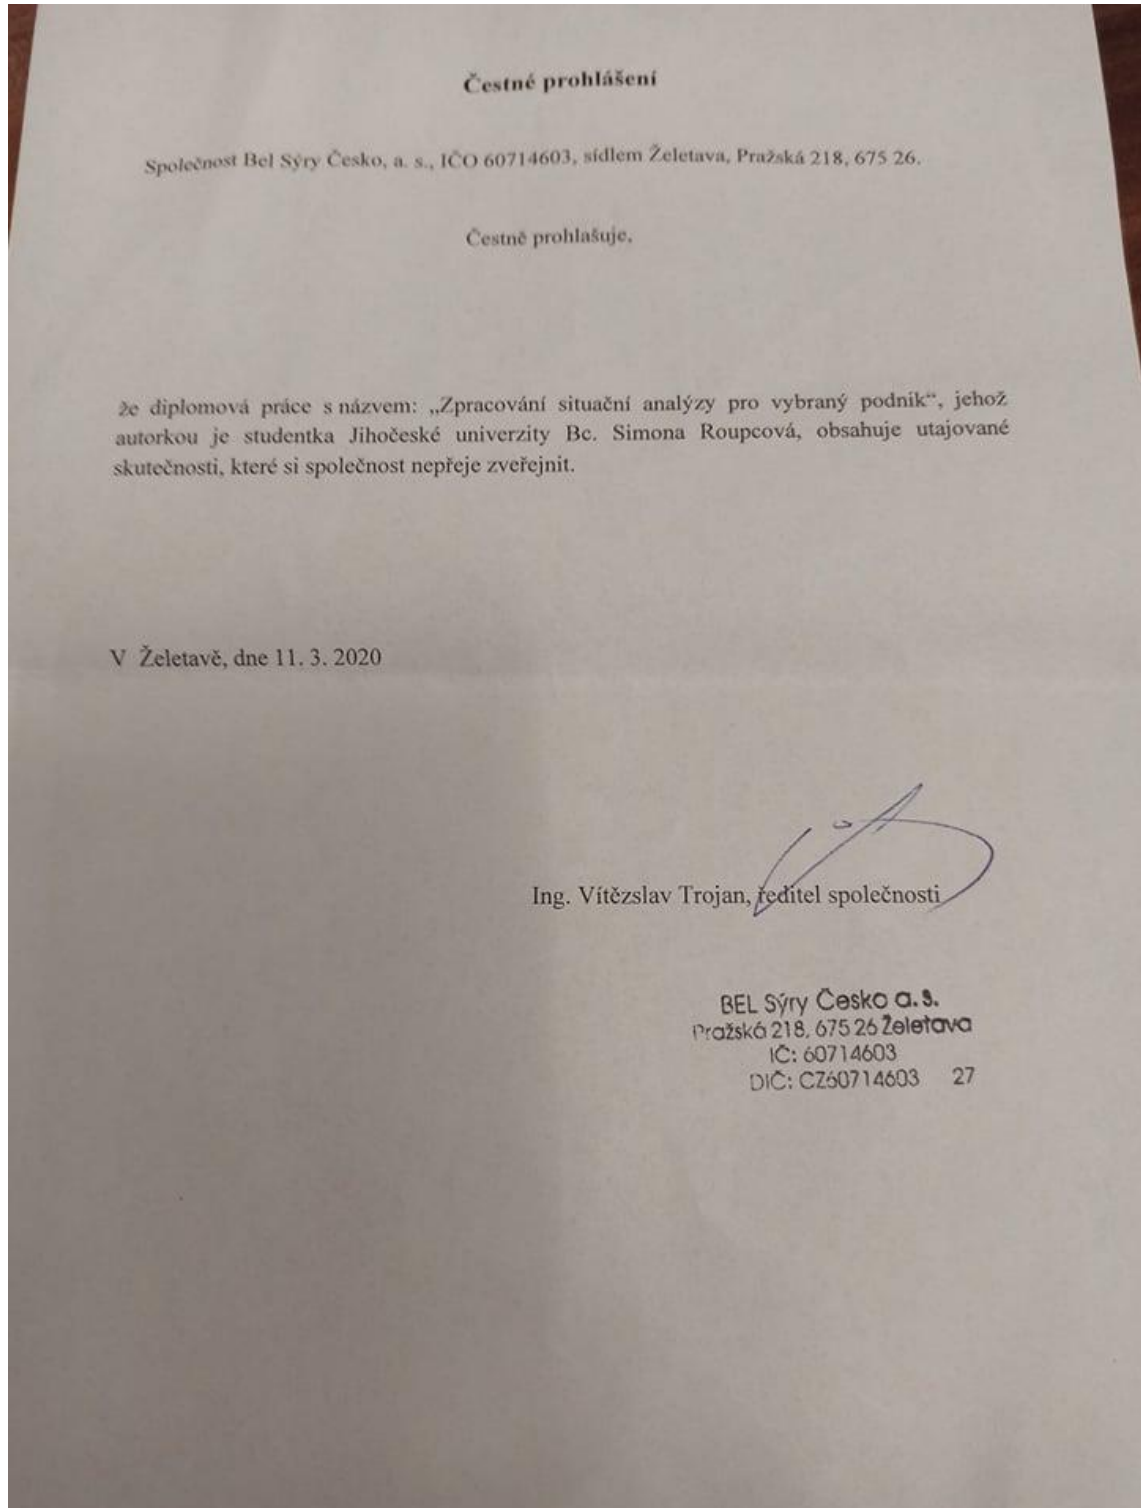 Čestné prohlášení
Společnost Bel Sýry Česko, a. s., IČO 60714603, sídlem Želetava, Pražská 218, 675 26.
Čestně prohlašuje,
že diplomová práce s názvem: „Zpracování situační analýzy pro vybraný podnik“, jehož
autorkou je studentka Jihočeské univerzity Bc. Simona Roupcová, obsahuje utajované
skutečnosti, které si společnost nepřeje zveřejnit.
V Želetavě, dne 11. 3. 2020
Ing. Vítězslav Trojan, ředitel společnosti
BEL Sýry Česko a.s.
Pražská 218, 675 26 Želetava
IČ: 60714603
DIČ: CZ60714603 27